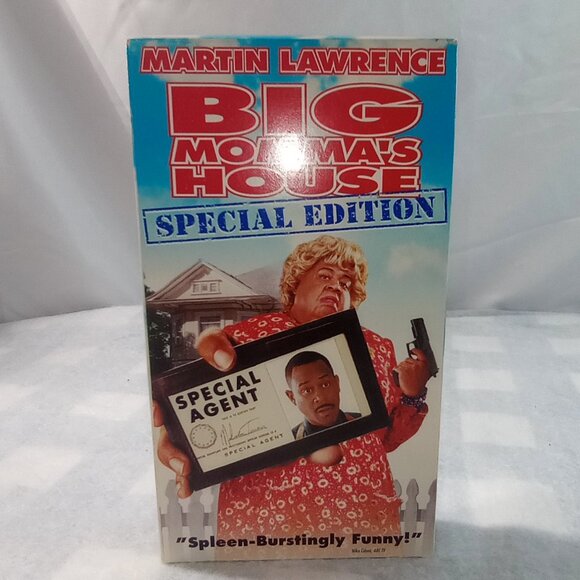 MARTIN LAWRENCE
BIG
MOMMA'S
HOUSE
SPECIAL EDITION
SPECIAL
AGENT
SPECIAL AGENT
"Spleen-Burstingly Funny!"